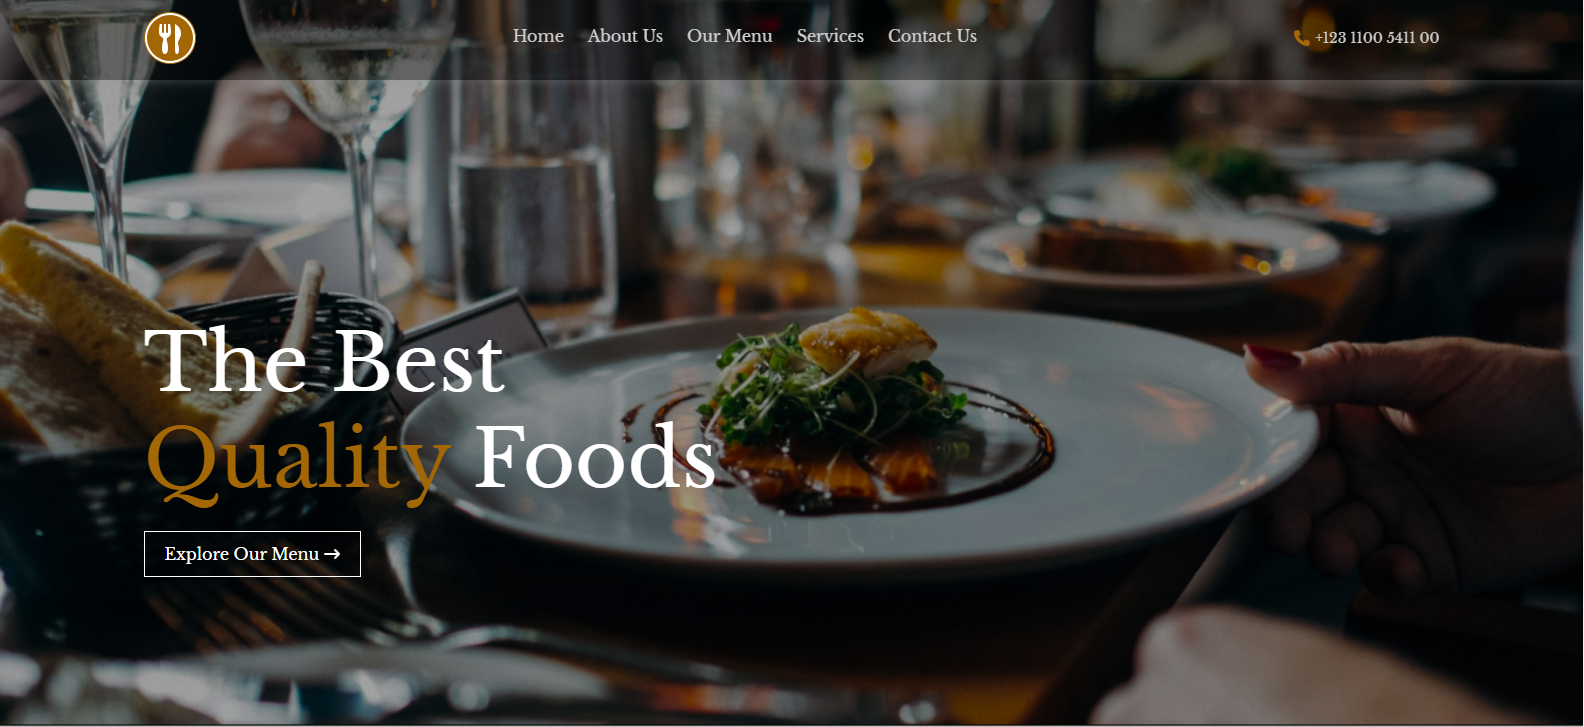 Home About Us Our Menu Services Contact Us +123 1100 5411 00
The Best
Quality Foods
Explore Our Menu →